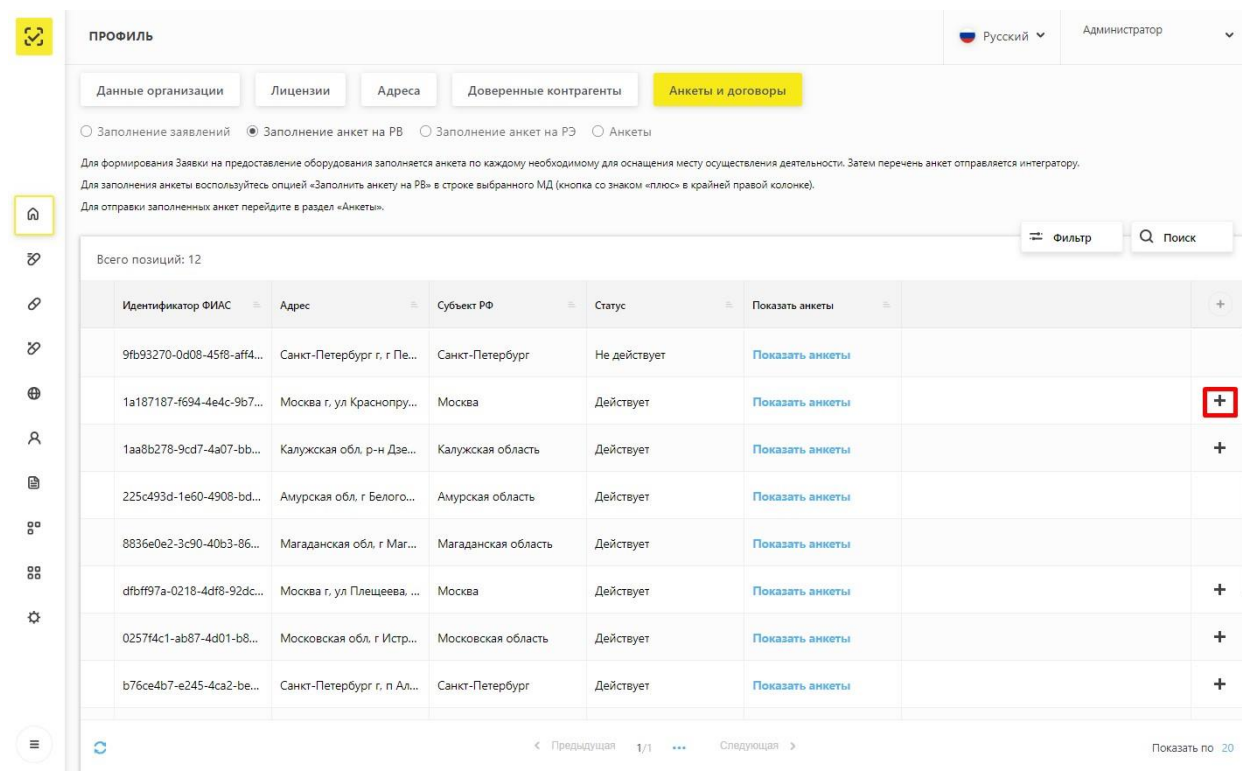 ПРОФИЛЬ
Русский
Администратор
Данные организации Лицензии Адреса Доверенные контрагенты Анкеты и договоры
Заполнение заявлений Заполнение анкет на РВ Заполнение анкет на РЭ Анкеты
Для формирования Заявки на предоставление оборудования заполняется анкета по каждому необходимому для оснащения месту осуществления деятельности. Затем перечень анкет отправляется интегратору.
Для заполнения анкеты воспользуйтесь опцией «Заполнить анкету на РВ» в строке выбранного МД (кнопка со знаком «плюс» в крайней правой колонке).
Для отправки заполненных анкет перейдите в раздел «Анкеты».
Фильтр Поиск
Всего позиций: 12
Идентификатор ФИАС Адрес Субъект РФ Статус Показать анкеты +
9fb93270-0d08-45f8-aff4... Санкт-Петербург г, г Пе... Санкт-Петербург Не действует Показать анкеты
1a187187-f694-4e4c-9b7... Москва г, ул Краснопру... Москва Действует Показать анкеты +
1aa8b278-9cd7-4a07-bb... Калужская обл, р-н Дзе... Калужская область Действует Показать анкеты +
225c493d-1e60-4908-bd... Амурская обл, г Белого... Амурская область Действует Показать анкеты
8836e0e2-3c90-40b3-86... Магаданская обл, г Маг... Магаданская область Действует Показать анкеты
dfbff97a-0218-4df8-92dc... Москва г, ул Плещеева, ... Москва Действует Показать анкеты +
0257f4c1-ab87-4d01-b8... Московская обл, г Истр... Московская область Действует Показать анкеты +
b76ce4b7-e245-4ca2-be... Санкт-Петербург г, п Ал... Санкт-Петербург Действует Показать анкеты +
< Предыдущая 1/1 ... Следующая > Показать по 20